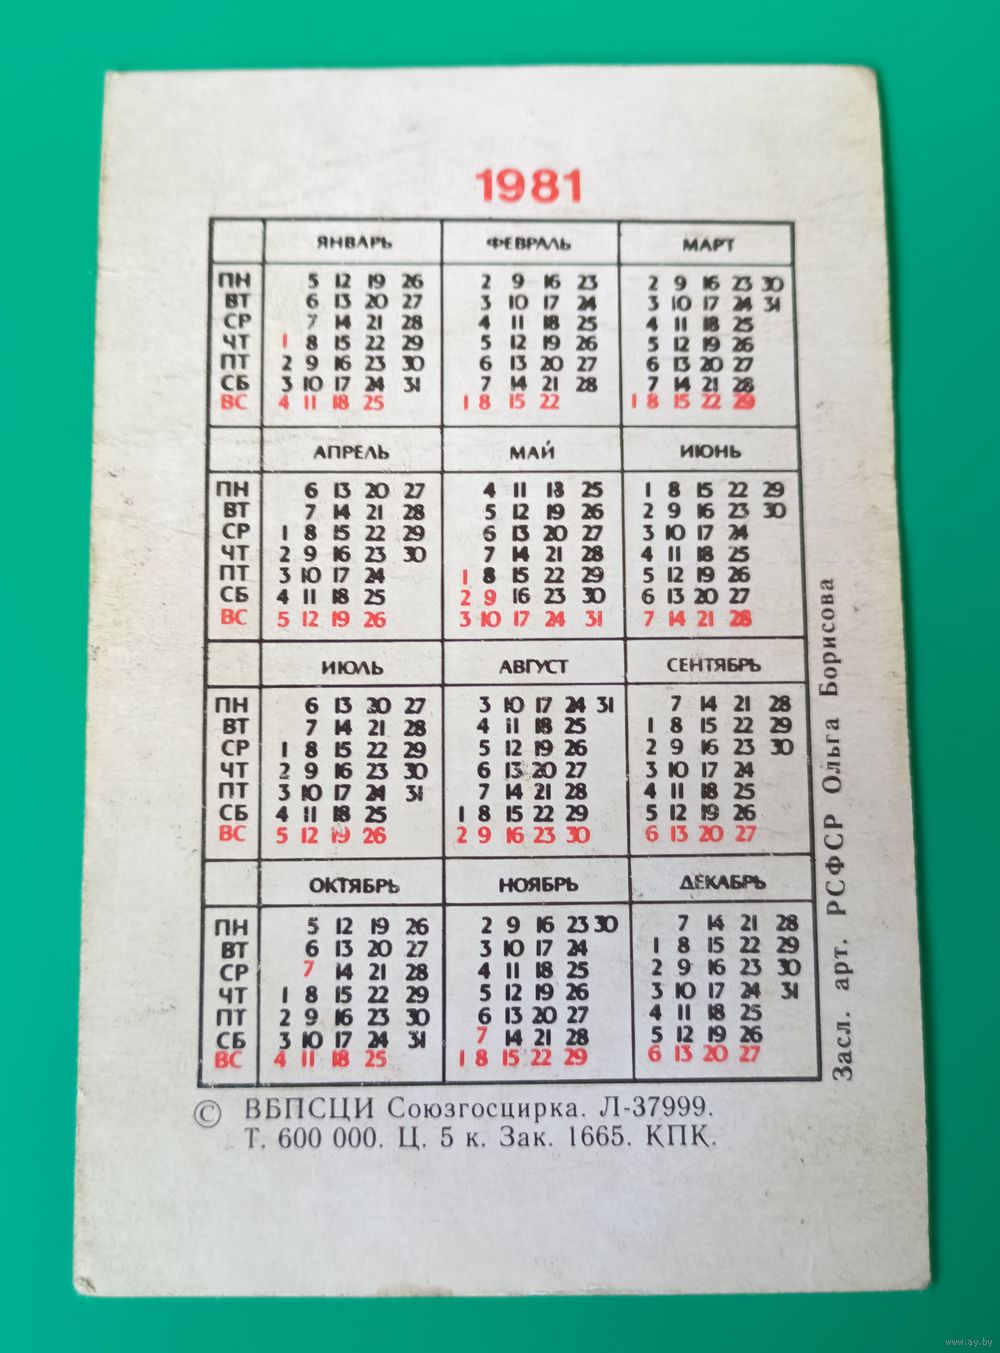 1981
ЯНВАРЬ ФЕВРАЛЬ МАРТ
ПН 5 12 19 26 2 9 16 23 2 9 16 23 30
ВТ 6 13 20 27 3 10 17 24 3 10 17 24 31
СР 7 14 21 28 4 11 18 25 4 11 18 25
ЧТ 1 8 15 22 29 5 12 19 26 5 12 19 26
ПТ 2 9 16 23 30 6 13 20 27 6 13 20 27
СБ 3 10 17 24 31 7 14 21 28 7 14 21 28
ВС 4 11 18 25 1 8 15 22 1 8 15 22 29
АПРЕЛЬ МАЙ ИЮНЬ
ПН 6 13 20 27 4 11 18 25 1 8 15 22 29
ВТ 7 14 21 28 5 12 19 26 2 9 16 23 30
СР 1 8 15 22 29 6 13 20 27 3 10 17 24
ЧТ 2 9 16 23 30 7 14 21 28 4 11 18 25
ПТ 3 10 17 24 1 8 15 22 29 5 12 19 26
СБ 4 11 18 25 2 9 16 23 30 6 13 20 27
ВС 5 12 19 26 3 10 17 24 31 7 14 21 28
ИЮЛЬ АВГУСТ СЕНТЯБРЬ
ПН 6 13 20 27 3 10 17 24 31 7 14 21 28
ВТ 7 14 21 28 4 11 18 25 1 8 15 22 29
СР 1 8 15 22 29 5 12 19 26 2 9 16 23 30
ЧТ 2 9 16 23 30 6 13 20 27 3 10 17 24
ПТ 3 10 17 24 31 7 14 21 28 4 11 18 25
СБ 4 11 18 25 1 8 15 22 29 5 12 19 26
ВС 5 12 19 26 2 9 16 23 30 6 13 20 27
ОКТЯБРЬ НОЯБРЬ ДЕКАБРЬ
ПН 5 12 19 26 2 9 16 23 30 7 14 21 28
ВТ 6 13 20 27 3 10 17 24 1 8 15 22 29
СР 7 14 21 28 4 11 18 25 2 9 16 23 30
ЧТ 1 8 15 22 29 5 12 19 26 3 10 17 24 31
ПТ 2 9 16 23 30 6 13 20 27 4 11 18 25
СБ 3 10 17 24 31 7 14 21 28 5 12 19 26
ВС 4 11 18 25 1 8 15 22 29 6 13 20 27
Засл. арт. РСФСР Ольга Борисова
© ВБПСЦИ Союзгосцирка. Л-37999.
Т. 600 000. Ц. 5 к. Зак. 1665. КПК.
www.ay.by